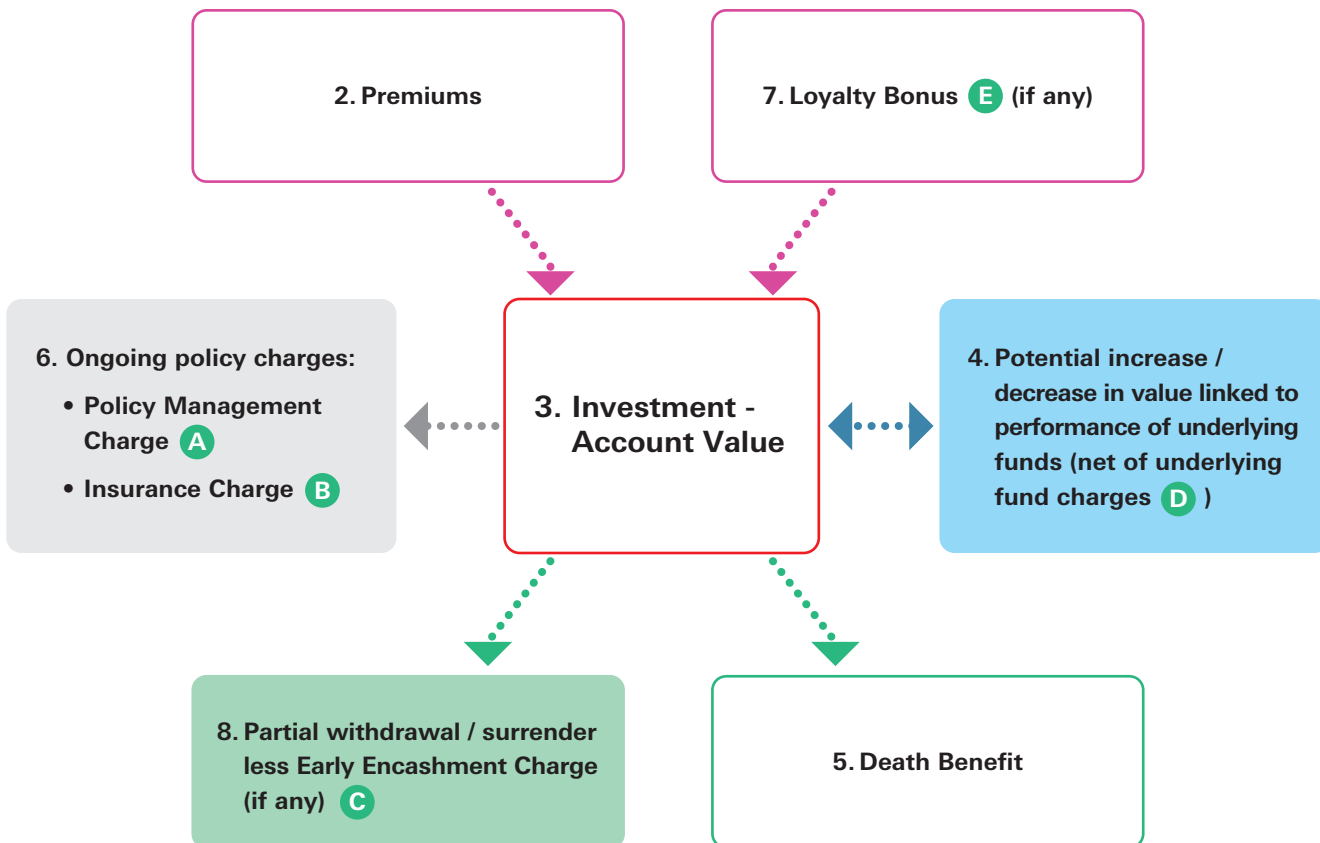 2. Premiums
7. Loyalty Bonus E (if any)
6. Ongoing policy charges:
• Policy Management
Charge A
• Insurance Charge B
3. Investment -
Account Value
4. Potential increase /
decrease in value linked to
performance of underlying
funds (net of underlying
fund charges D )
8. Partial withdrawal / surrender
less Early Encashment Charge
(if any) C
5. Death Benefit